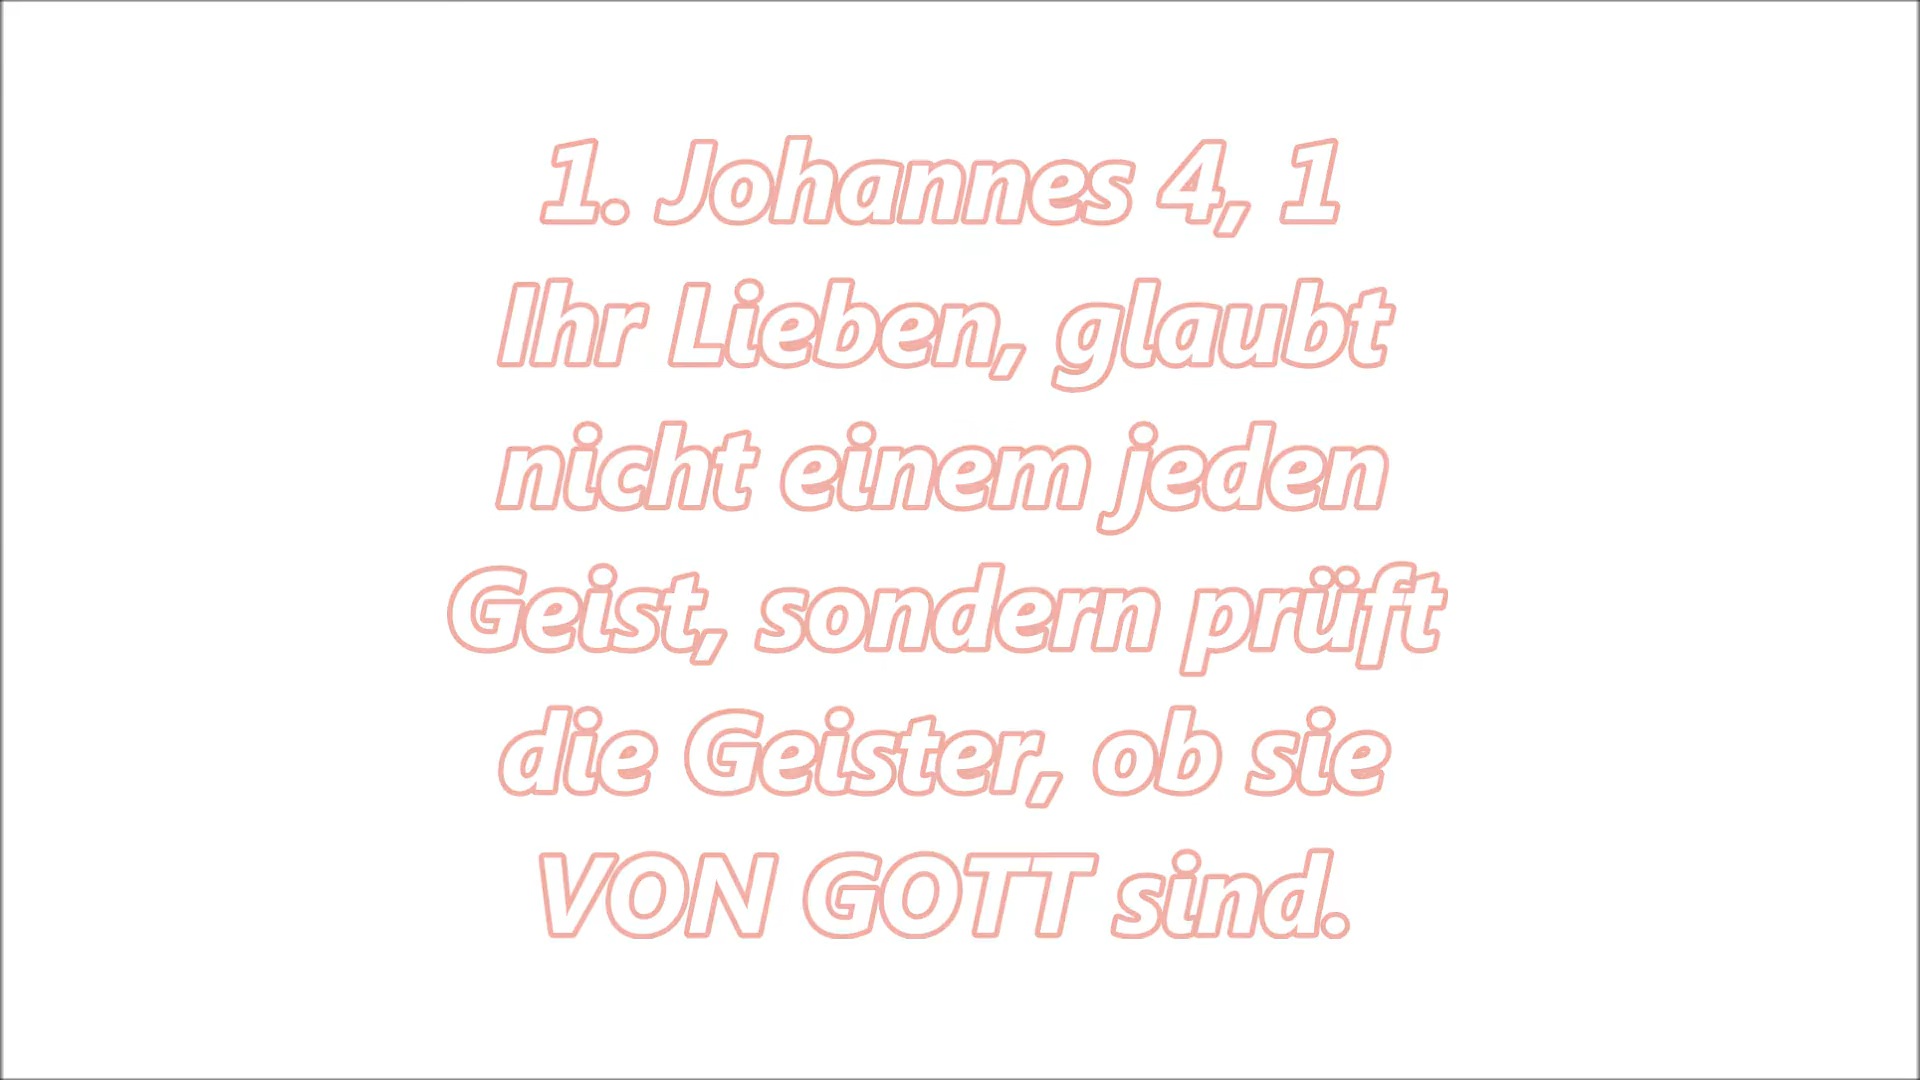 1. Johannes 4, 1
Ihr Lieben, glaubt
nicht einem jeden
Geist, sondern prüft
die Geister, ob sie
VON GOTT sind.